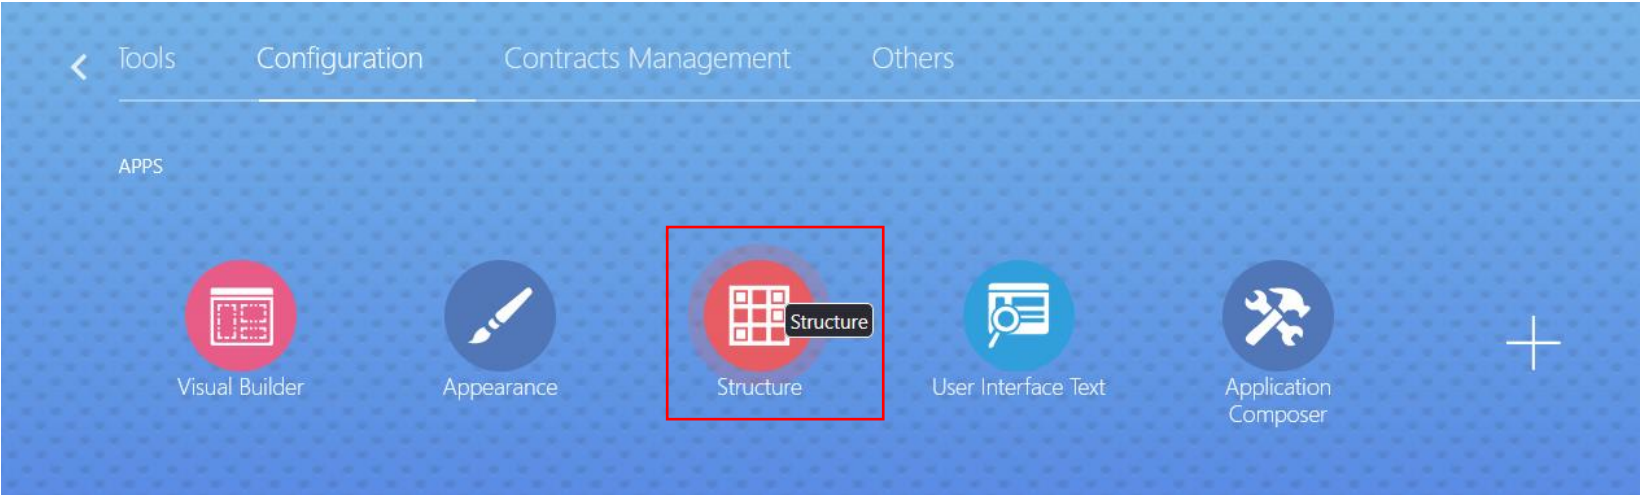 Tools Configuration Contracts Management Others
APPS
Structure
Visual Builder Appearance Structure User Interface Text Application
Composer